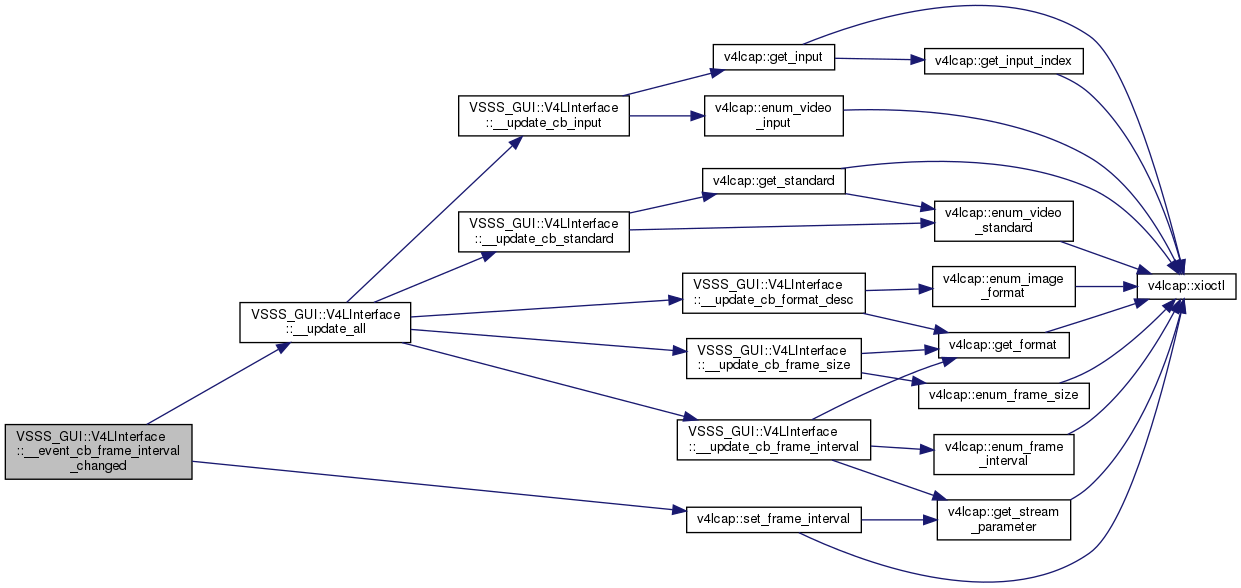 v4lcap::get_input
v4lcap::get_input_index
VSSS_GUI::V4LInterface
::__update_cb_input
v4lcap::enum_video
_input
v4lcap::get_standard
v4lcap::enum_video
_standard
VSSS_GUI::V4LInterface
::__update_cb_standard
VSSS_GUI::V4LInterface
::__update_cb_format_desc
v4lcap::enum_image
_format
v4lcap::xioctl
VSSS_GUI::V4LInterface
::__update_all
VSSS_GUI::V4LInterface
::__update_cb_frame_size
v4lcap::get_format
v4lcap::enum_frame_size
VSSS_GUI::V4LInterface
::__update_cb_frame_interval
v4lcap::enum_frame
_interval
VSSS_GUI::V4LInterface
::__event_cb_frame_interval
_changed
v4lcap::set_frame_interval
v4lcap::get_stream
_parameter